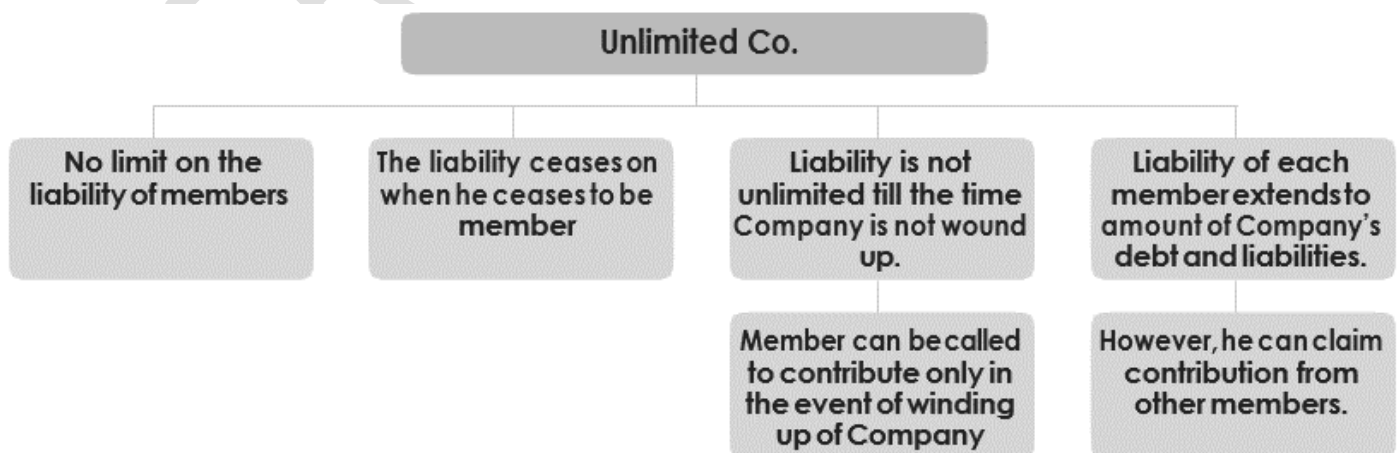 Unlimited Co.
No limit on the
liability of members
The liability ceases on
when he ceases to be
member
Liability is not
unlimited till the time
Company is not wound
up.
Member can be called
to contribute only in
the event of winding
up of Company
Liability of each
member extends to
amount of Company's
debt and liabilities.
However, he can claim
contribution from
other members.